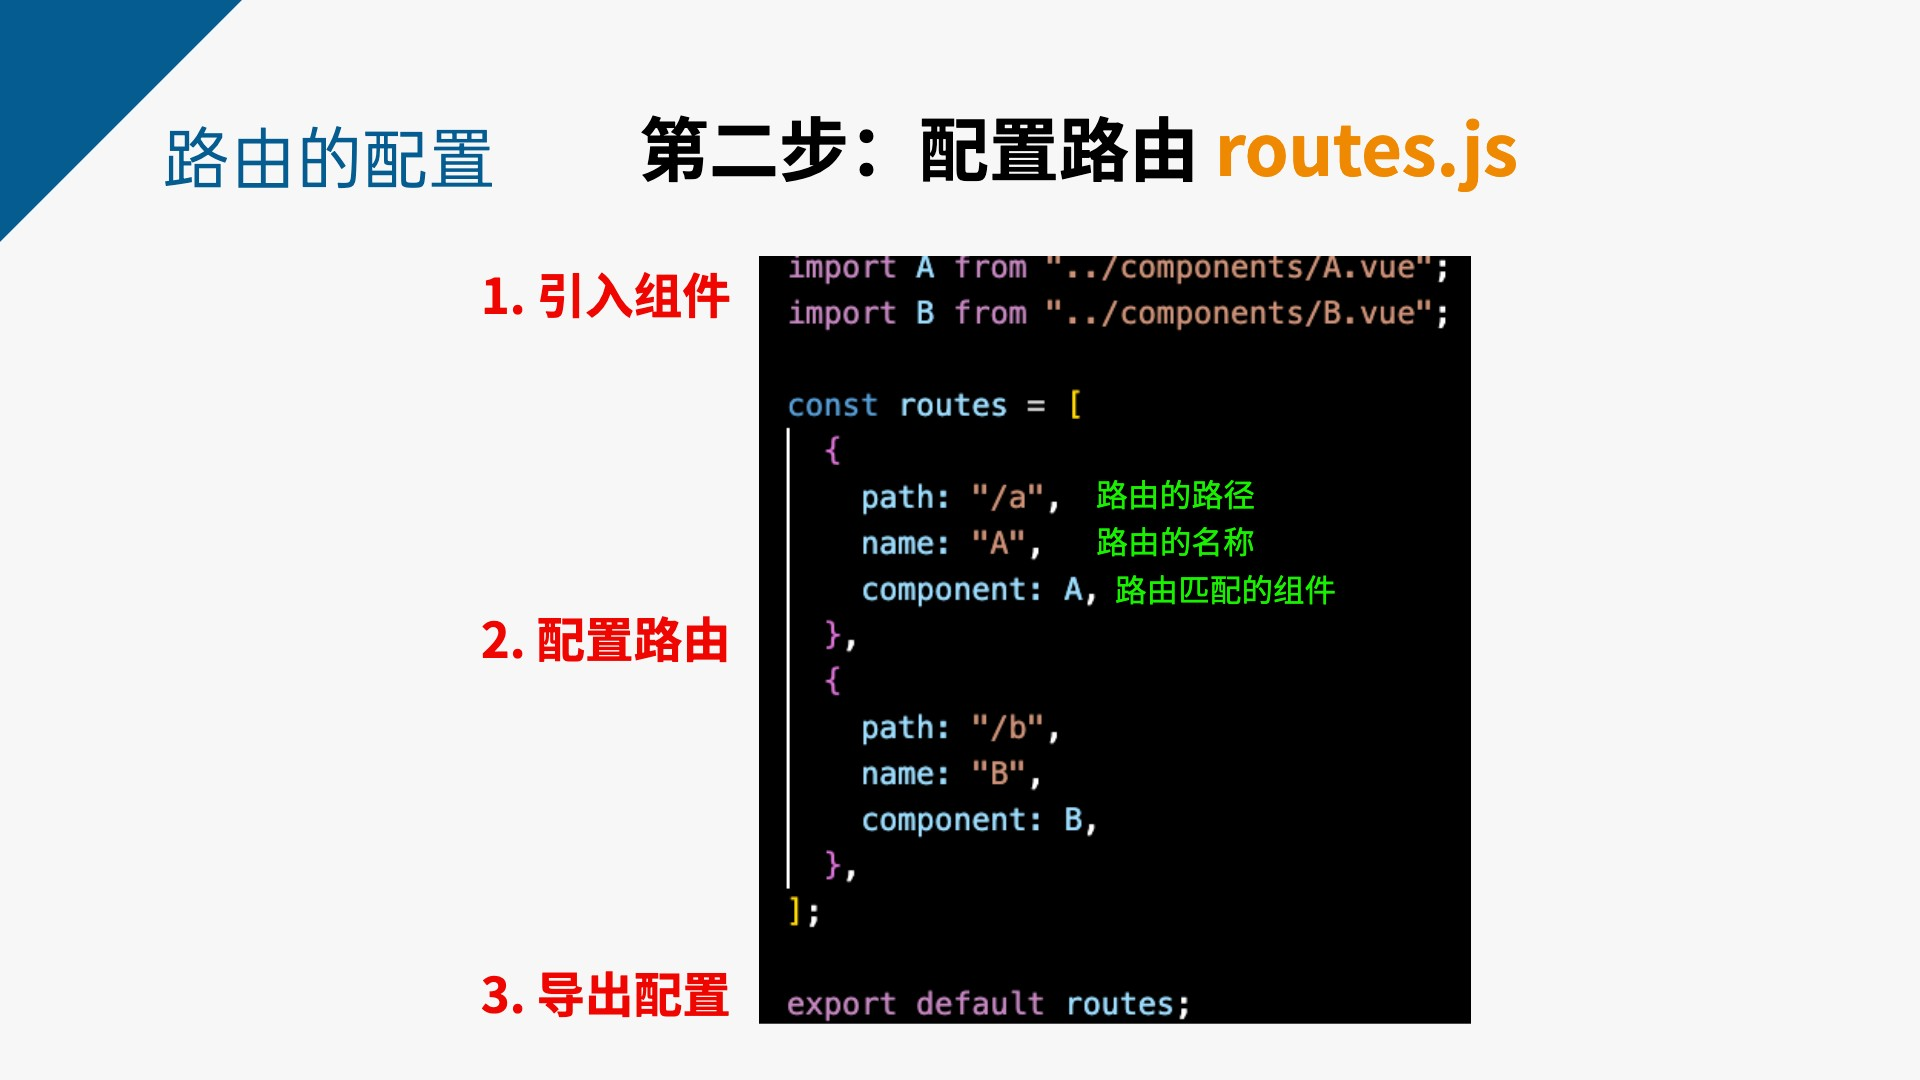 路由的配置
第二步：配置路由 routes.js
1. 引入组件
import A from "../components/A.vue";
import B from "../components/B.vue";
const routes = [
{
path: "/a", 路由的路径
name: "A", 路由的名称
component: A, 路由匹配的组件
},
2. 配置路由
{
path: "/b",
name: "B",
component: B,
},
];
3. 导出配置
export default routes;